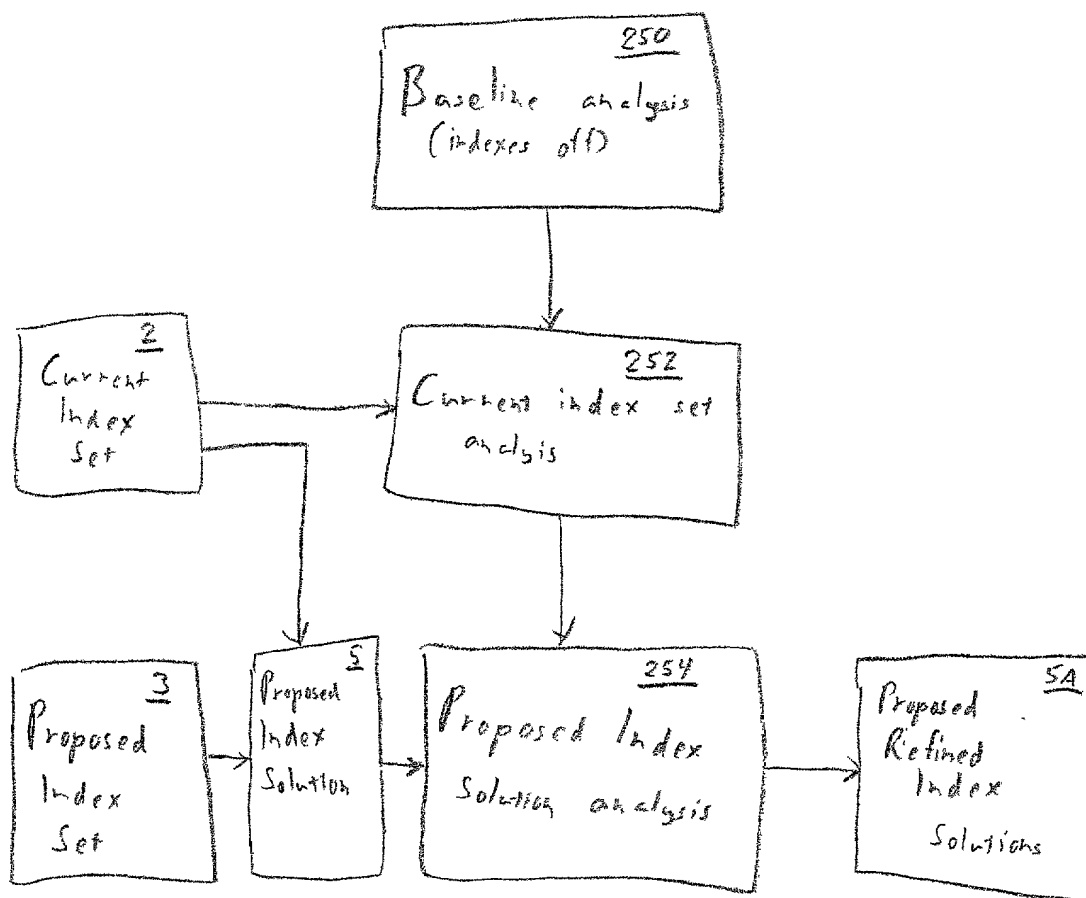 250
Baseline analysis
(indexes off)
2
Current
Index
Set
252
Current index set
analyis
3
Proposed
Index
Set
5
Proposed
Index
Solution
254
Proposed Index
Solution analysis
5A
Proposed
Refined
Index
Solutions